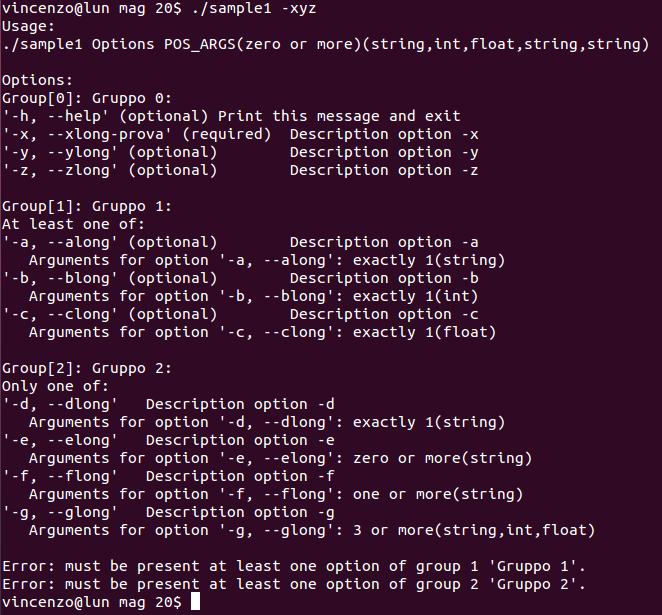 vincenzo@lun mag 20$ ./sample1 -xyz
Usage:
./sample1 Options POS_ARGS(zero or more)(string,int,float,string,string)

Options:
Group[0]: Gruppo 0:
'-h, --help' (optional) Print this message and exit
'-x, --xlong-prova' (required)  Description option -x
'-y, --ylong' (optional)        Description option -y
'-z, --zlong' (optional)        Description option -z

Group[1]: Gruppo 1:
At least one of:
'-a, --along' (optional)        Description option -a
   Arguments for option '-a, --along': exactly 1(string)
'-b, --blong' (optional)        Description option -b
   Arguments for option '-b, --blong': exactly 1(int)
'-c, --clong' (optional)        Description option -c
   Arguments for option '-c, --clong': exactly 1(float)

Group[2]: Gruppo 2:
Only one of:
'-d, --dlong'   Description option -d
   Arguments for option '-d, --dlong': exactly 1(string)
'-e, --elong'   Description option -e
   Arguments for option '-e, --elong': zero or more(string)
'-f, --flong'   Description option -f
   Arguments for option '-f, --flong': one or more(string)
'-g, --glong'   Description option -g
   Arguments for option '-g, --glong': 3 or more(string,int,float)

Error: must be present at least one option of group 1 'Gruppo 1'.
Error: must be present at least one option of group 2 'Gruppo 2'.
vincenzo@lun mag 20$